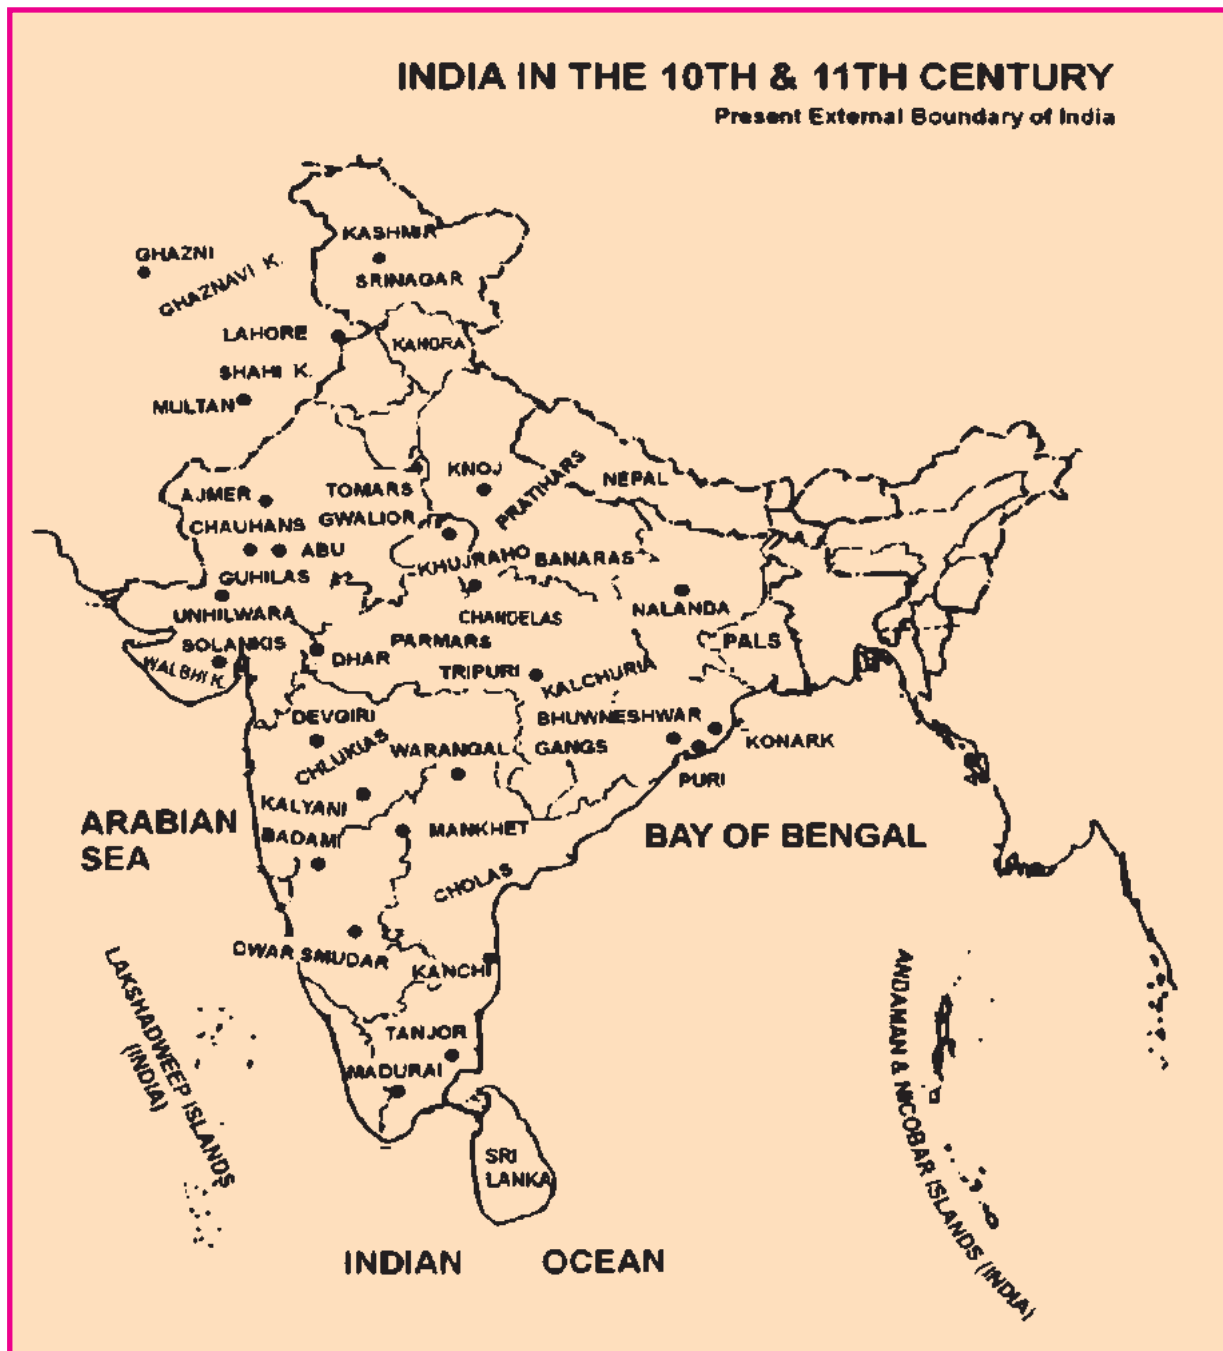 INDIA IN THE 10TH & 11TH CENTURY
Present External Boundary of India
KASHMIR
GHAZNI
GHAZNAVI K.
SRINAGAR
LAHORE
KANGRA
SHAHI K.
MULTAN
KNOJ
PRATIHARS
NEPAL
AJMER
TOMARS
CHAUHANS
GWALIOR
ABU
KHUJRAHO
BANARAS
GUHILAS
UNHILWARA
CHANDELAS
NALANDA
SOLANKIS
PARMARS
PALS
WALBHI K.
DHAR
TRIPURI
KALCHURIA
DEVGIRI
BHUWNESHWAR
CHLUKIAS
WARANGAL
GANGS
KONARK
PURI
KALYANI
ARABIAN
SEA
BADAMI
MANKHET
BAY OF BENGAL
CHOLAS
DWAR SMUDAR
KANCHI
LAKSHADWEEP ISLANDS
(INDIA)
ANDAMAN & NICOBAR ISLANDS (INDIA)
TANJOR
MADURAI
SRI
LANKA
INDIAN OCEAN